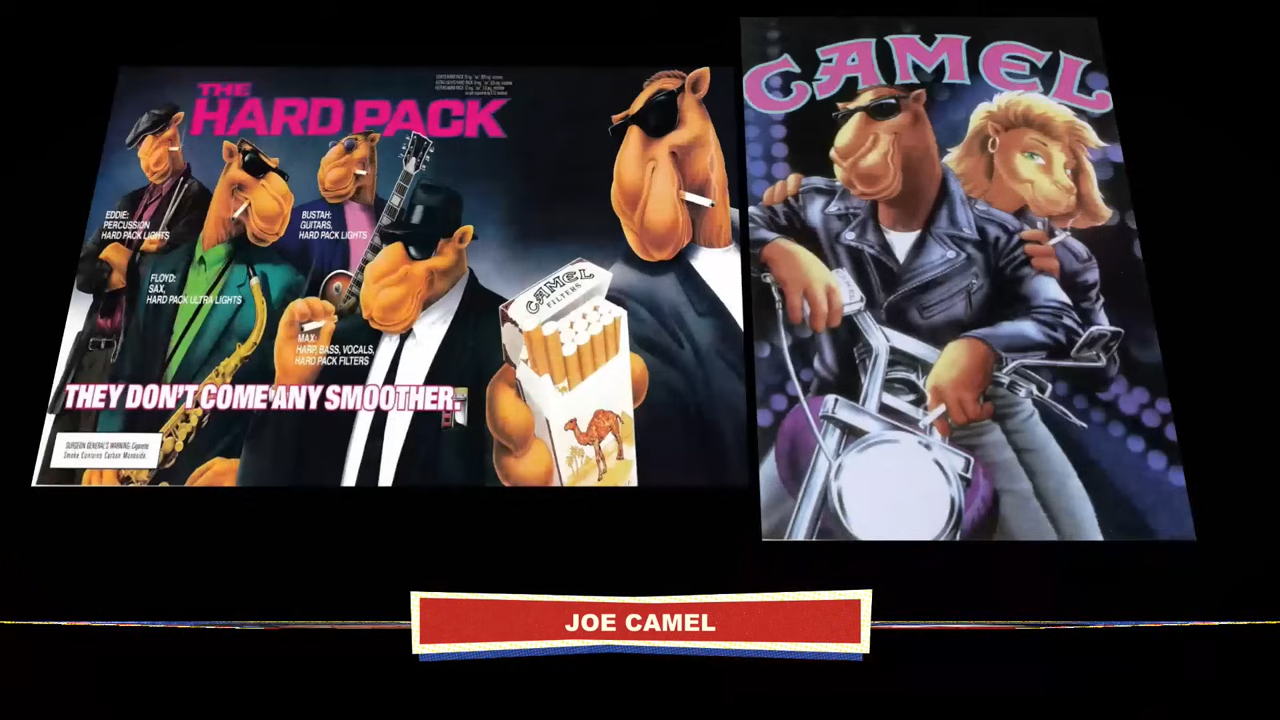 THE
HARD PACK
EDDIE:
PERCUSSION
HARD PACK LIGHTS
BUSTAH:
GUITARS,
HARD PACK LIGHTS
FLOYD:
SAX,
HARD PACK ULTRA LIGHTS
MAX:
HARP, BASS, VOCALS,
HARD PACK FILTERS
THEY DON'T COME ANY SMOOTHER.
SURGEON GENERAL'S WARNING: Cigarette
Smoke Contains Carbon Monoxide.
CAMEL
FILTERS
CAMEL
JOE CAMEL